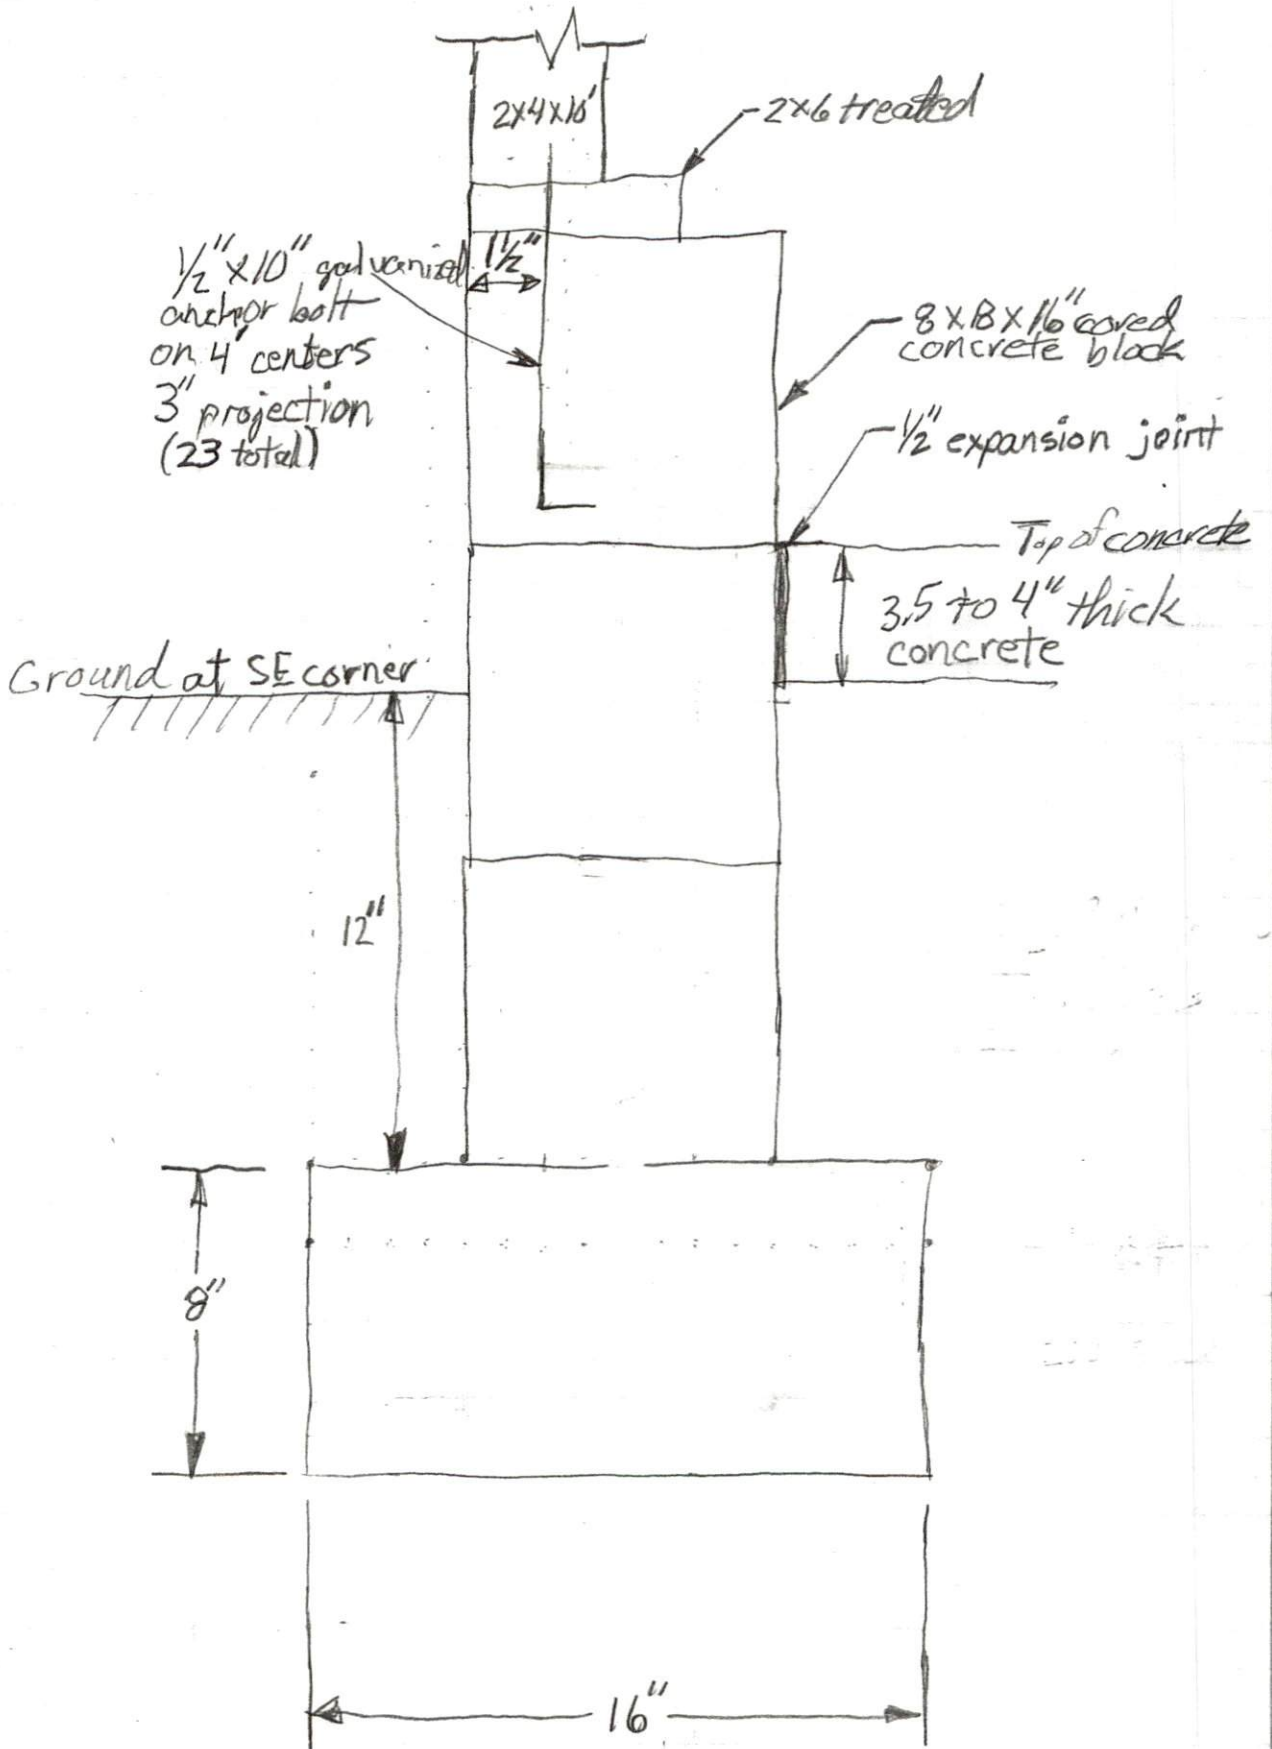 2x4x10'
2x6 treated
1/2" x 10" galvanized
anchor bolt
on 4' centers
3" projection
(23 total)
1 1/2"
8x8x16" cored
concrete block
1/2" expansion joint
Top of concrete
3.5 to 4" thick
concrete
Ground at SE corner
12"
8"
16"